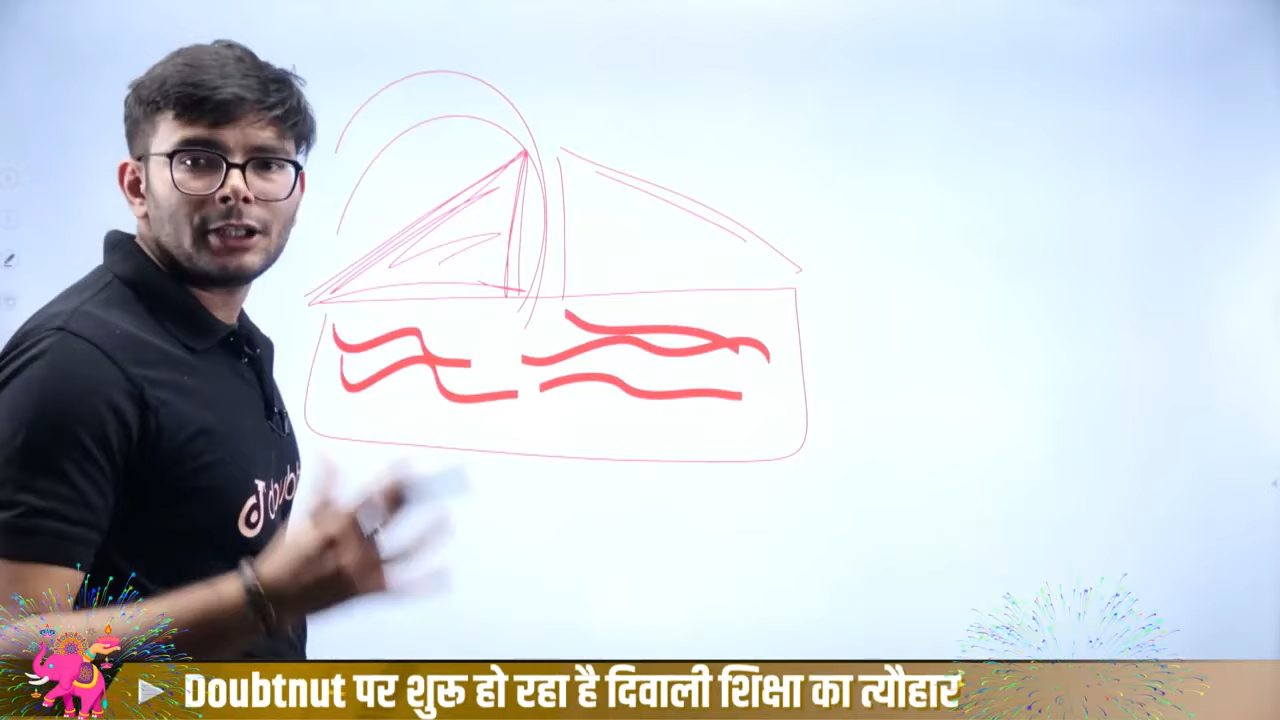 Doubtnut पर शुरू हो रहा है दिवाली शिक्षा का त्यौहार